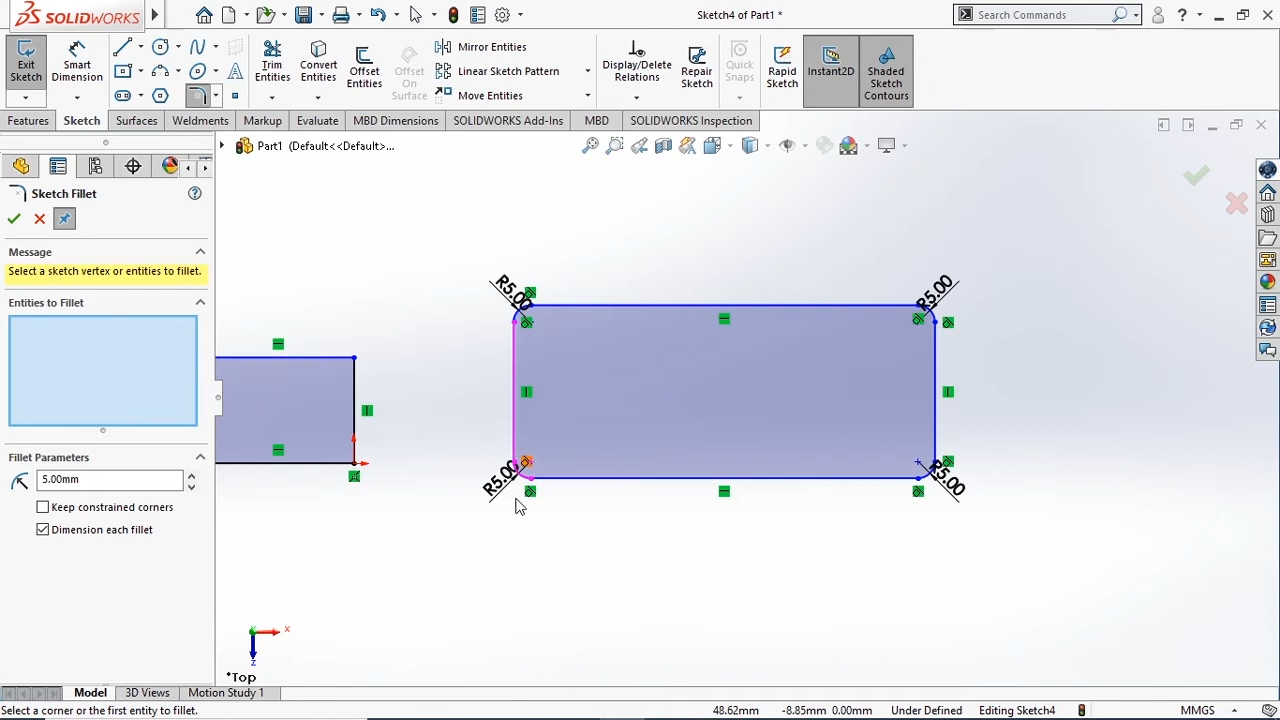 SOLIDWORKS
Sketch4 of Part1 *
Search Commands
Exit Sketch
Smart Dimension
Trim Entities
Convert Entities
Offset Entities
Offset On Surface
Mirror Entities
Linear Sketch Pattern
Move Entities
Display/Delete Relations
Repair Sketch
Quick Snaps
Rapid Sketch
Instant2D
Shaded Sketch Contours
Features
Sketch
Surfaces
Weldments
Markup
Evaluate
MBD Dimensions
SOLIDWORKS Add-Ins
MBD
SOLIDWORKS Inspection
Part1 (Default<<Default>...
Sketch Fillet
Message
Select a sketch vertex or entities to fillet.
Entities to Fillet
Fillet Parameters
5.00mm
Keep constrained corners
Dimension each fillet
R5.00
R5.00
R5.00
R5.00
x
z
*Top
Model
3D Views
Motion Study 1
Select a corner or the first entity to fillet.
48.62mm
-8.85mm
0.00mm
Under Defined
Editing Sketch4
MMGS